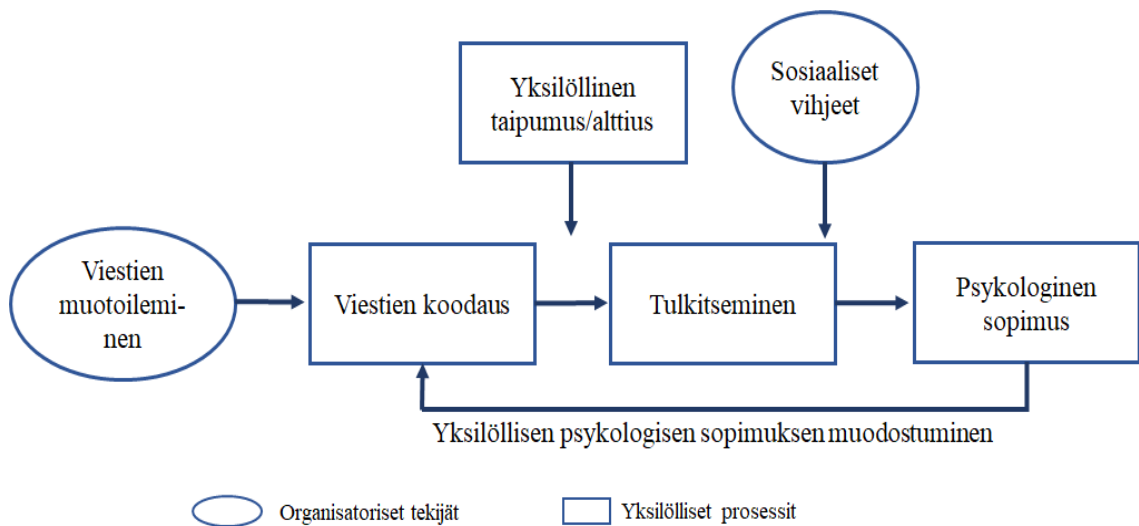 Yksilöllinen
taipumus/alttius
Sosiaaliset
vihjeet
Viestien
muotoilemi-
nen
Viestien koodaus
Tulkitseminen
Psykologinen
sopimus
Yksilöllisen psykologisen sopimuksen muodostuminen
Organisatoriset tekijät
Yksilölliset prosessit